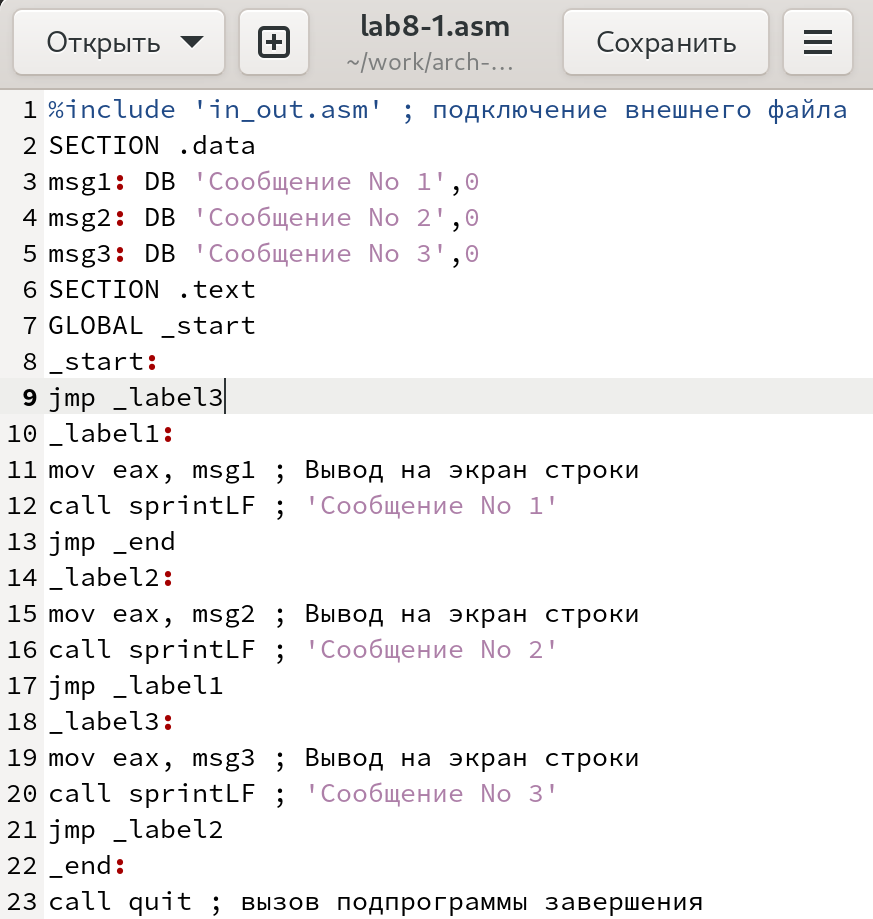 Открыть
lab8-1.asm
~/work/arch-...
Сохранить
1 %include 'in_out.asm' ; подключение внешнего файла
2 SECTION .data
3 msg1: DB 'Сообщение No 1',0
4 msg2: DB 'Сообщение No 2',0
5 msg3: DB 'Сообщение No 3',0
6 SECTION .text
7 GLOBAL _start
8 _start:
9 jmp _label3
10 _label1:
11 mov eax, msg1 ; Вывод на экран строки
12 call sprintLF ; 'Сообщение No 1'
13 jmp _end
14 _label2:
15 mov eax, msg2 ; Вывод на экран строки
16 call sprintLF ; 'Сообщение No 2'
17 jmp _label1
18 _label3:
19 mov eax, msg3 ; Вывод на экран строки
20 call sprintLF ; 'Сообщение No 3'
21 jmp _label2
22 _end:
23 call quit ; вызов подпрограммы завершения